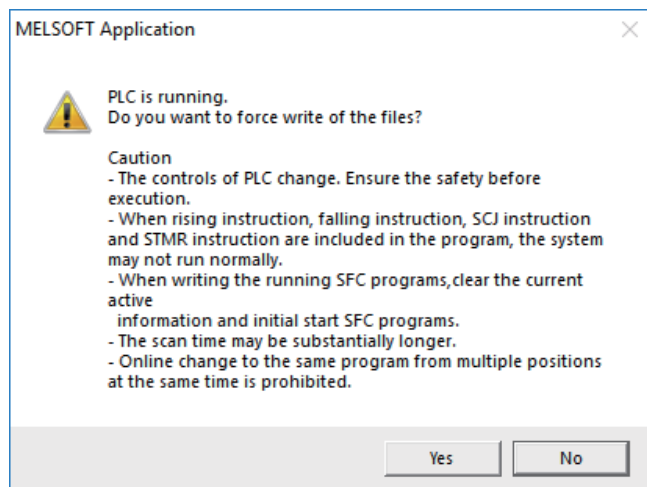 MELSOFT Application
PLC is running.
Do you want to force write of the files?
Caution
- The controls of PLC change. Ensure the safety before
execution.
- When rising instruction, falling instruction, SCJ instruction
and STMR instruction are included in the program, the system
may not run normally.
- When writing the running SFC programs,clear the current
active
information and initial start SFC programs.
- The scan time may be substantially longer.
- Online change to the same program from multiple positions
at the same time is prohibited.
Yes
No